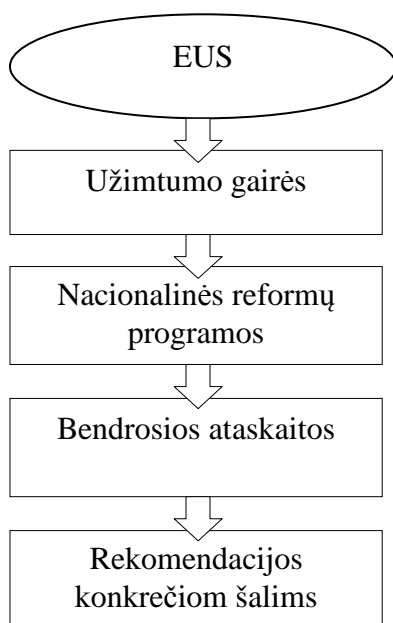 EUS
Užimtumo gairės
Nacionalinės reformų
programos
Bendrosios ataskaitos
Rekomendacijos
konkrečiom šalims